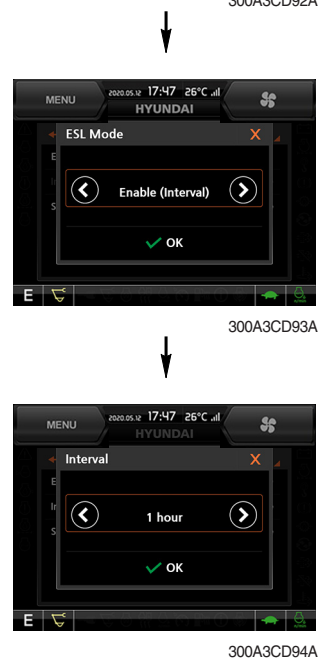 300A3CD92A
MENU 2020.05.12 17:47 26°C
HYUNDAI
ESL Mode X
E
Enable (Interval)
S
OK
E
300A3CD93A
MENU 2020.05.12 17:47 26°C
HYUNDAI
Interval X
E
1 hour
S
OK
E
300A3CD94A